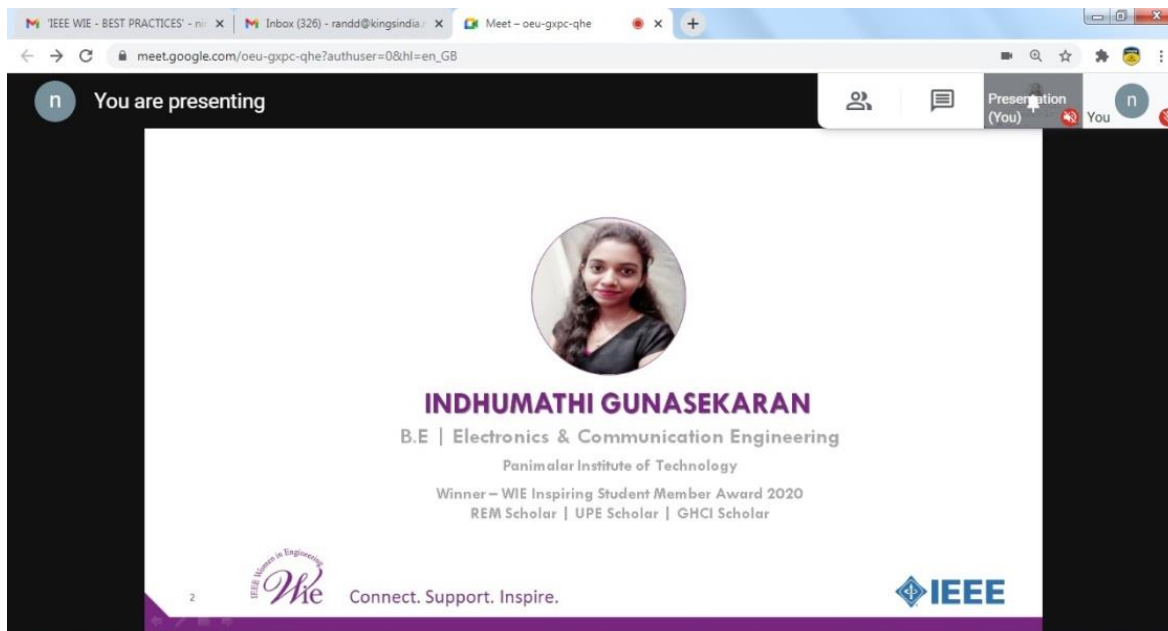 'IEEE WIE - BEST PRACTICES' - ni
Inbox (326) - randd@kingsindia.
Meet – oeu-gxpc-qhe
meet.google.com/oeu-gxpc-qhe?authuser=0&hl=en_GB
n
You are presenting
Presentation
(You)
You
n
INDHUMATHI GUNASEKARAN
B.E | Electronics & Communication Engineering
Panimalar Institute of Technology
Winner – WIE Inspiring Student Member Award 2020
REM Scholar | UPE Scholar | GHCI Scholar
2
IEEE Women in Engineering
Wie
Connect. Support. Inspire.
IEEE